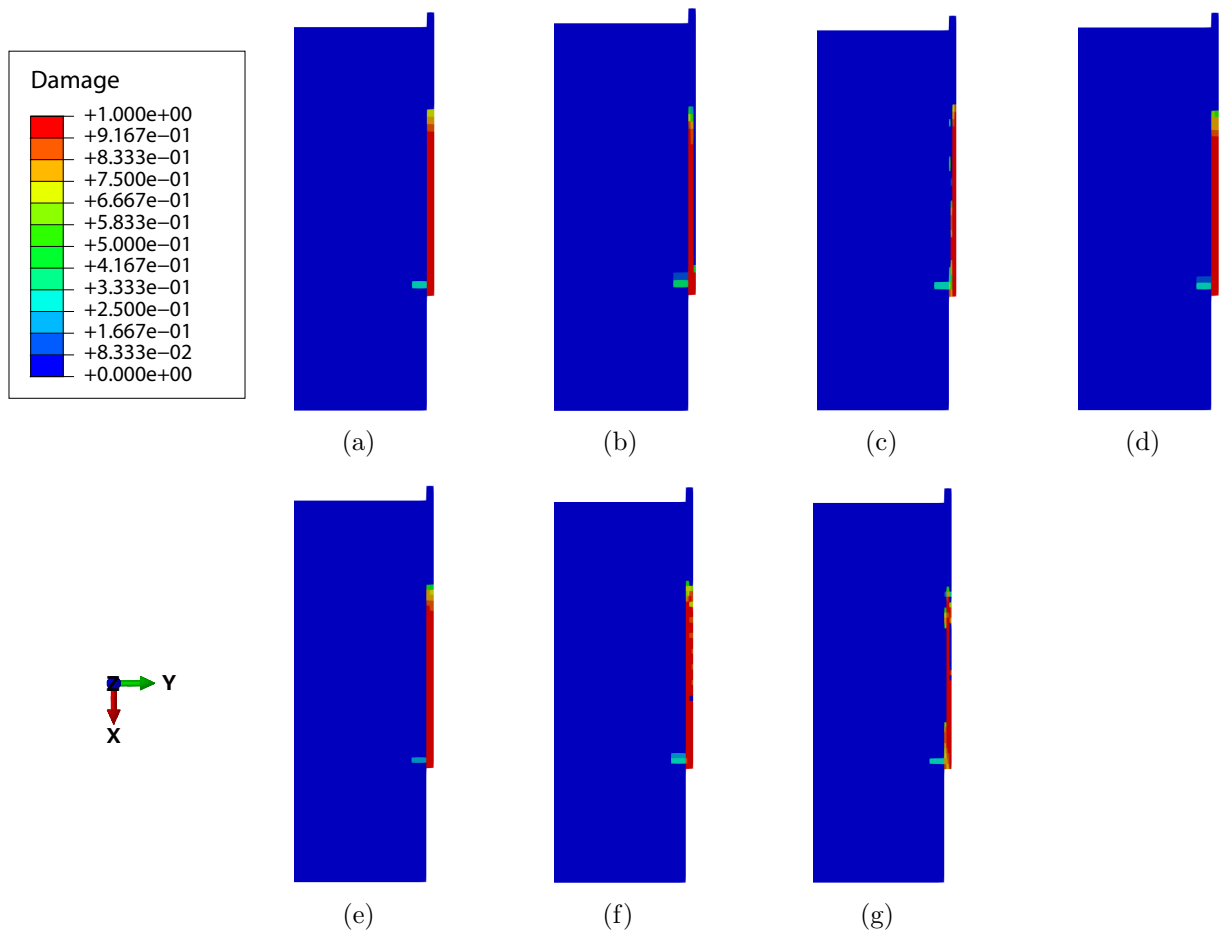 Damage
+1.000e+00
+9.167e−01
+8.333e−01
+7.500e−01
+6.667e−01
+5.833e−01
+5.000e−01
+4.167e−01
+3.333e−01
+2.500e−01
+1.667e−01
+8.333e−02
+0.000e+00
(a) (b) (c) (d)
Y
X
Z
(e) (f) (g)